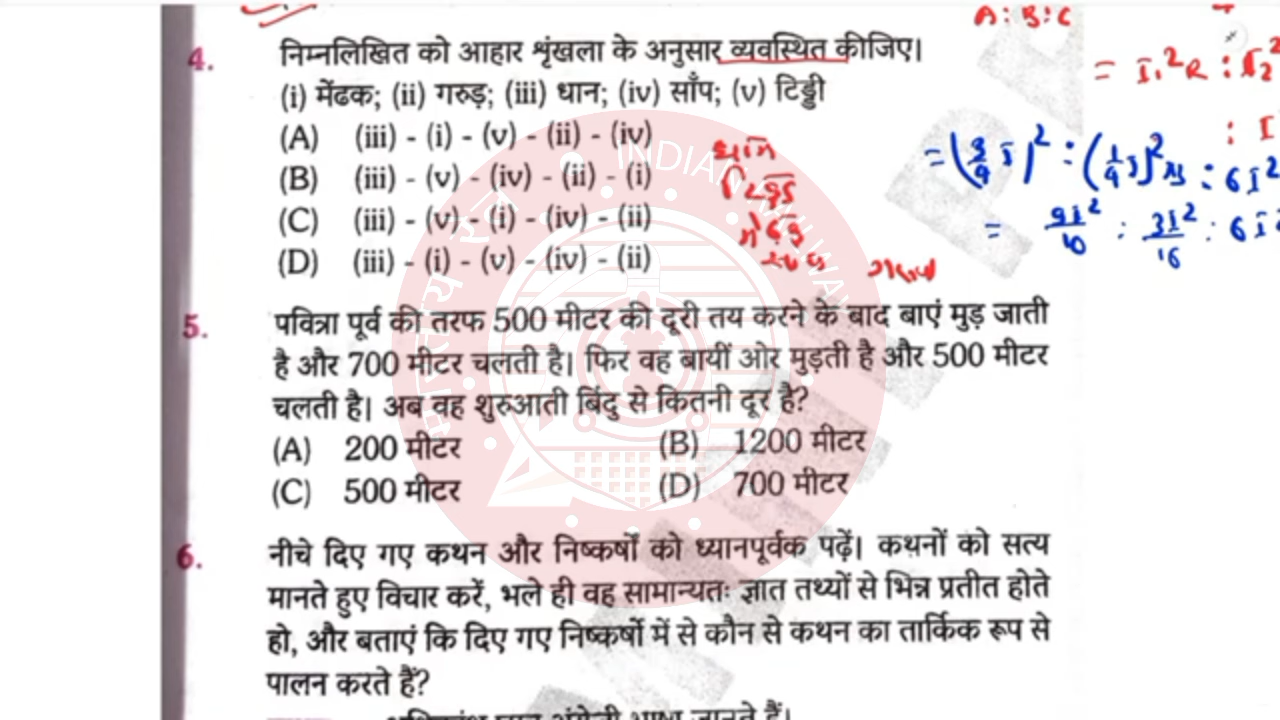 A : B : C
4. निम्नलिखित को आहार शृंखला के अनुसार व्यवस्थित कीजिए।
(i) मेंढक; (ii) गरुड़; (iii) धान; (iv) साँप; (v) टिड्डी
(A) (iii) - (i) - (v) - (ii) - (iv)
(B) (iii) - (v) - (iv) - (ii) - (i)
(C) (iii) - (v) - (i) - (iv) - (ii)
(D) (iii) - (i) - (v) - (iv) - (ii)
5. पवित्रा पूर्व की तरफ 500 मीटर की दूरी तय करने के बाद बाएं मुड़ जाती
है और 700 मीटर चलती है। फिर वह बायीं ओर मुड़ती है और 500 मीटर
चलती है। अब वह शुरुआती बिंदु से कितनी दूर है?
(A) 200 मीटर (B) 1200 मीटर
(C) 500 मीटर (D) 700 मीटर
6. नीचे दिए गए कथन और निष्कर्षों को ध्यानपूर्वक पढ़ें। कथनों को सत्य
मानते हुए विचार करें, भले ही वह सामान्यतः ज्ञात तथ्यों से भिन्न प्रतीत होते
हो, और बताएं कि दिए गए निष्कर्षों में से कौन से कथन का तार्किक रूप से
पालन करते हैं?
INDIAN RAILWAY
भारतीय रेल